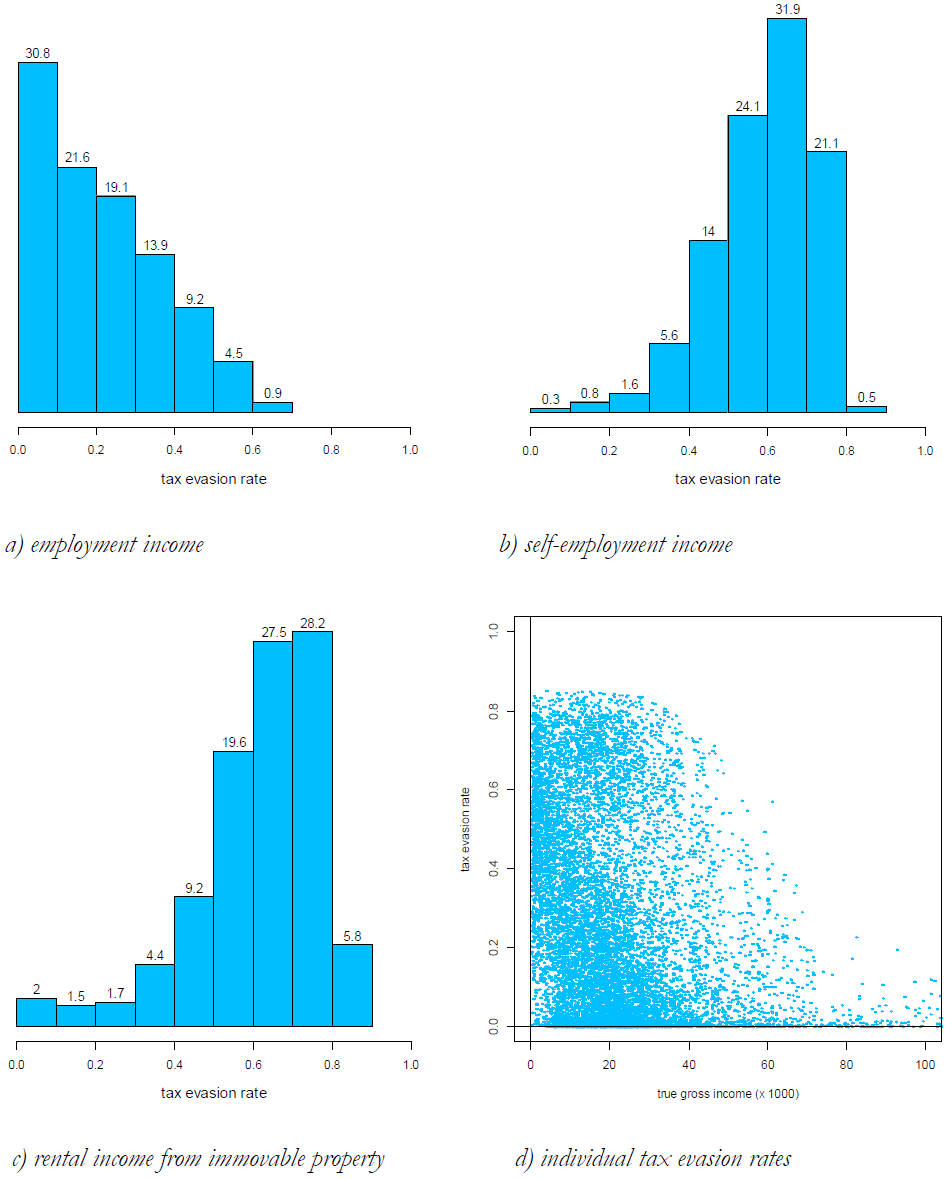 30.8
21.6
19.1
13.9
9.2
4.5
0.9
0.0 0.2 0.4 0.6 0.8 1.0
tax evasion rate
a) employment income
31.9
24.1
21.1
14
5.6
1.6
0.8
0.3
0.5
0.0 0.2 0.4 0.6 0.8 1.0
tax evasion rate
b) self-employment income
28.2
27.5
19.6
9.2
5.8
4.4
2
1.5
1.7
0.0 0.2 0.4 0.6 0.8 1.0
tax evasion rate
c) rental income from immovable property
1.0
0.8
0.6
0.4
0.2
0.0
tax evasion rate
0 20 40 60 80 100
true gross income (x 1000)
d) individual tax evasion rates